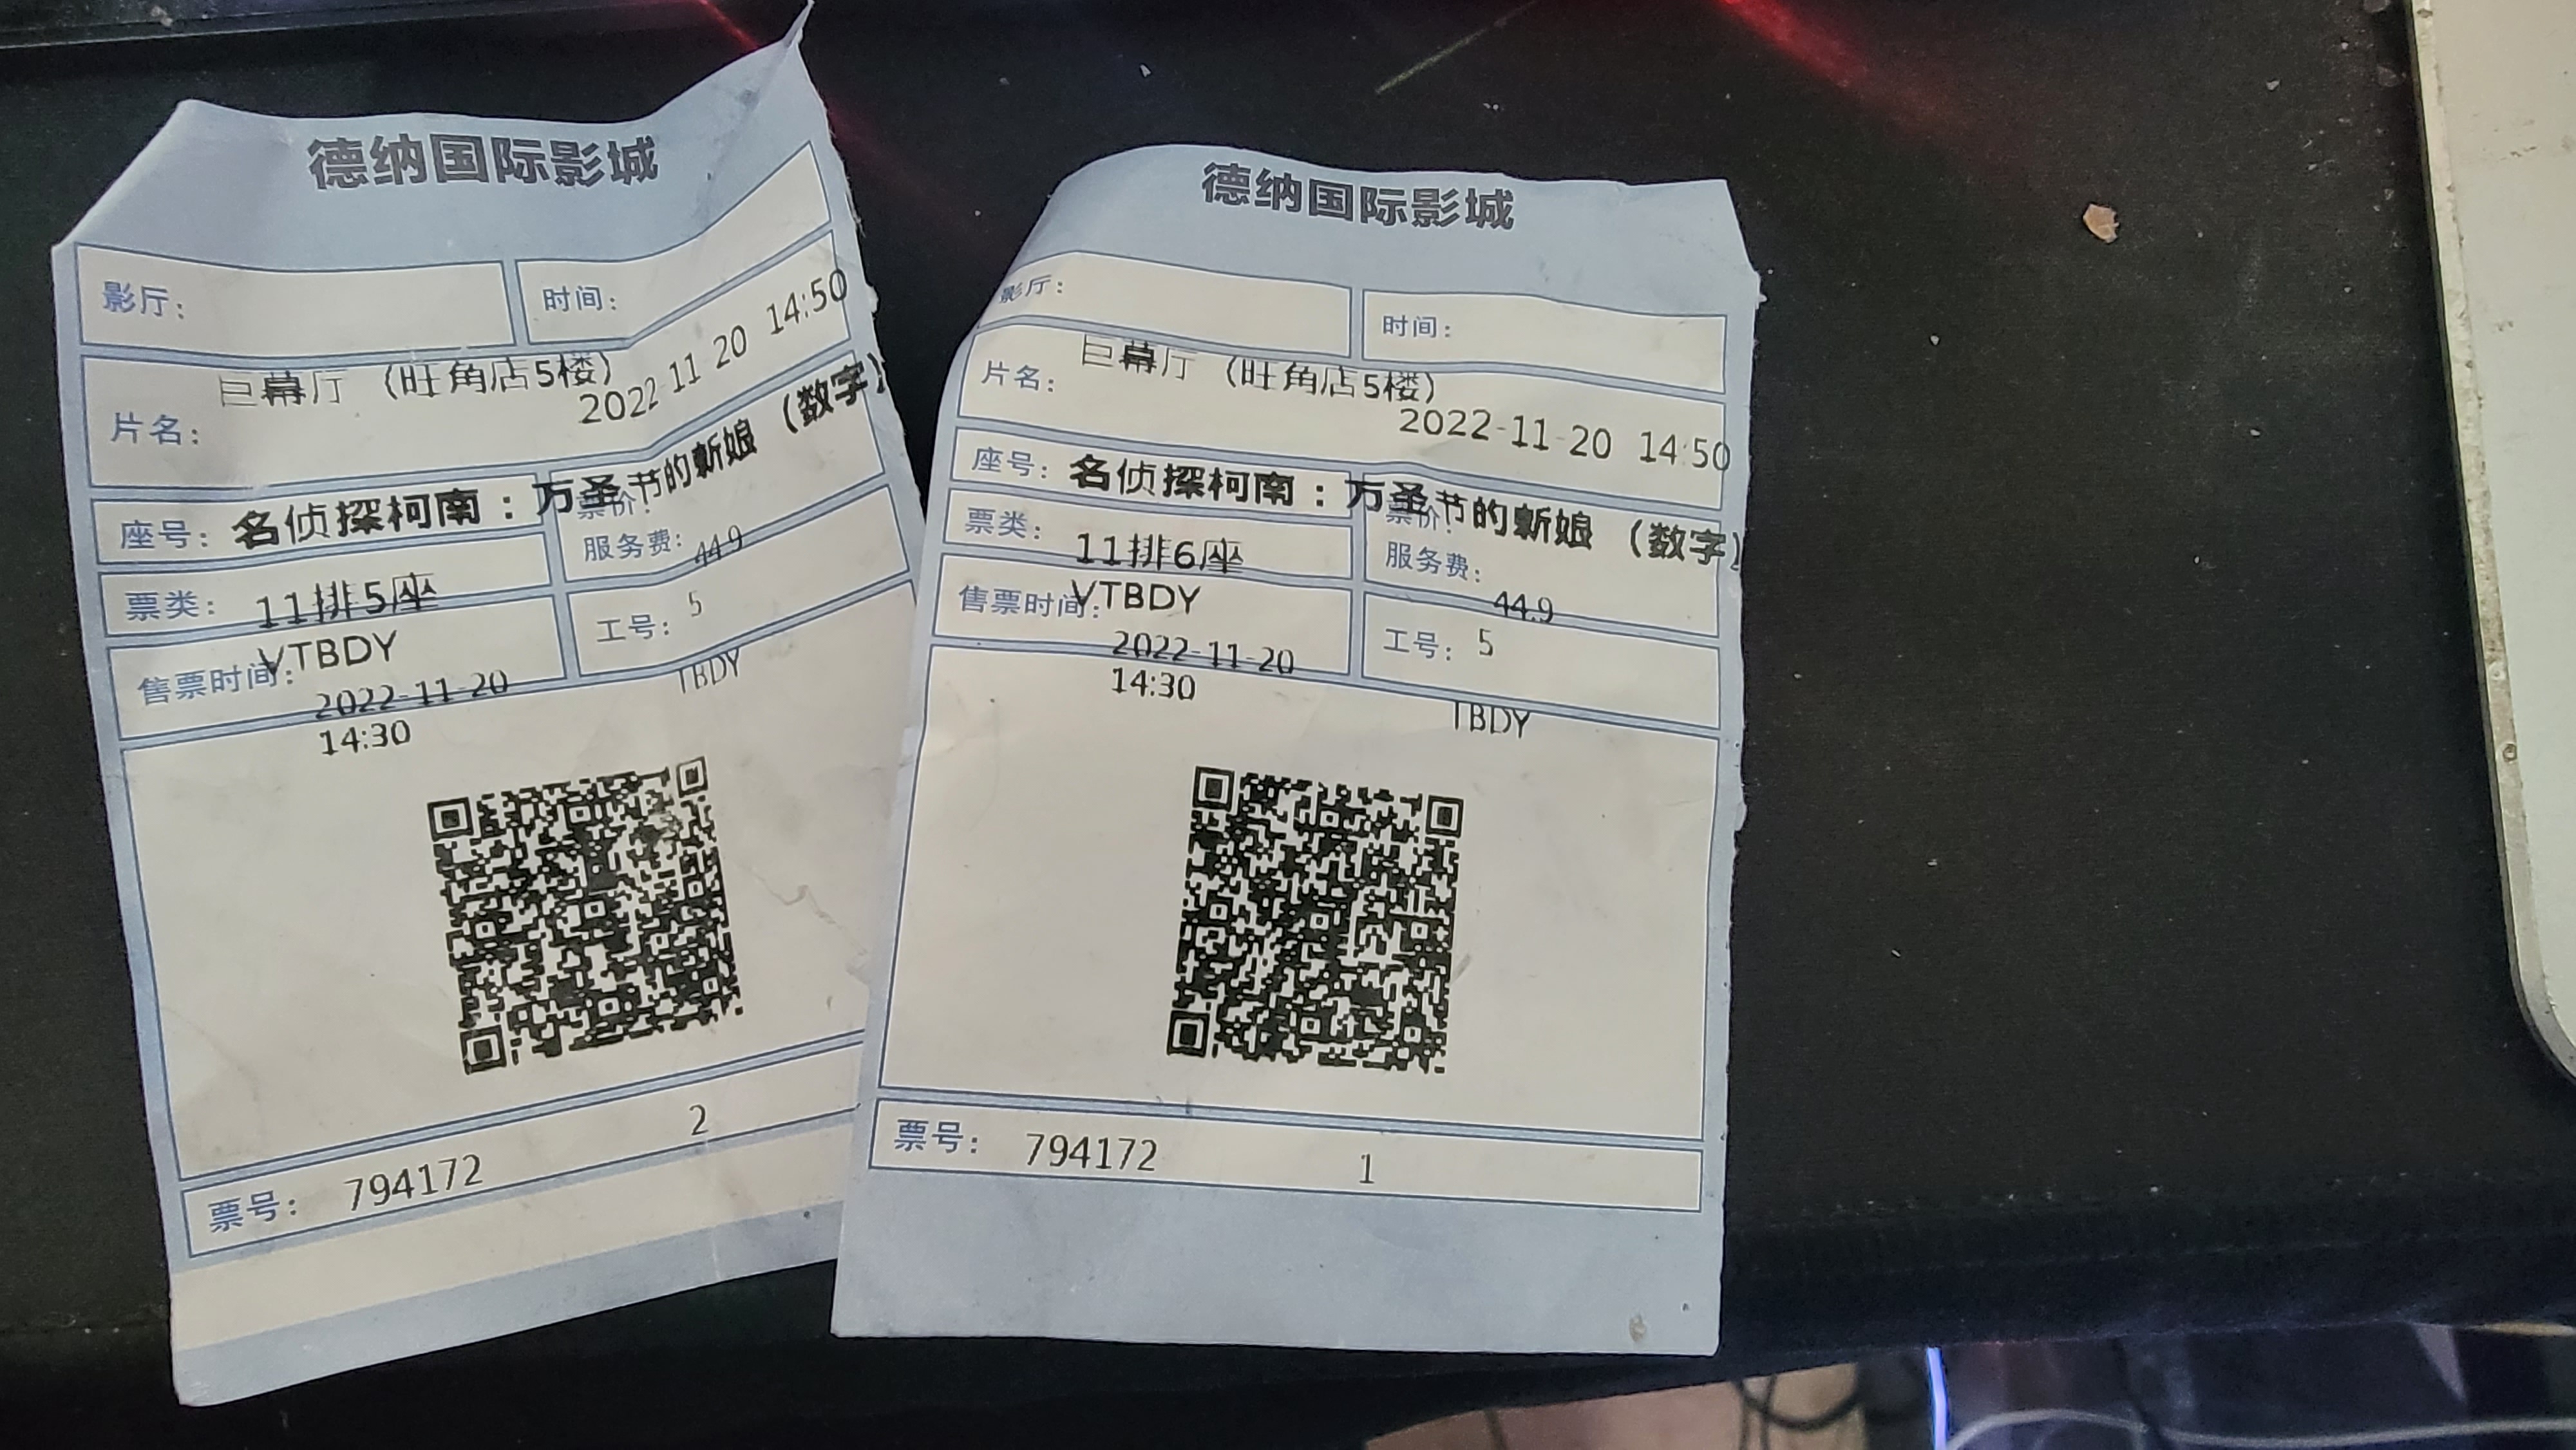 德纳国际影城
影厅：
时间：
巨幕厅 (旺角店5楼)
2022-11-20 14:50
片名：
名侦探柯南：万圣节的新娘 (数字)
座号：
票价：
11排5座
服务费：
44.9
票类：
YTBDY
工号：5
售票时间：
2022-11-20
14:30
TBDY
票号：794172
2
德纳国际影城
影厅：
时间：
巨幕厅 (旺角店5楼)
2022-11-20 14:50
片名：
名侦探柯南：万圣节的新娘 (数字)
座号：
票价：
11排6座
服务费：
44.9
票类：
YTBDY
工号：5
售票时间：
2022-11-20
14:30
TBDY
票号：794172
1